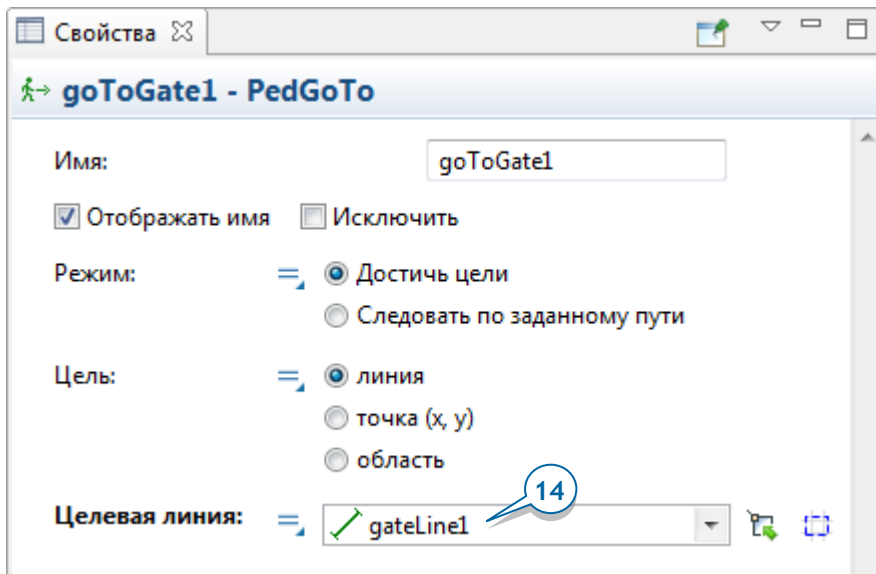 Свойства
goToGate1 - PedGoTo
Имя: goToGate1
Отображать имя Исключить
Режим: Достичь цели
Следовать по заданному пути
Цель: линия
точка (x, y)
область
14
Целевая линия: gateLine1